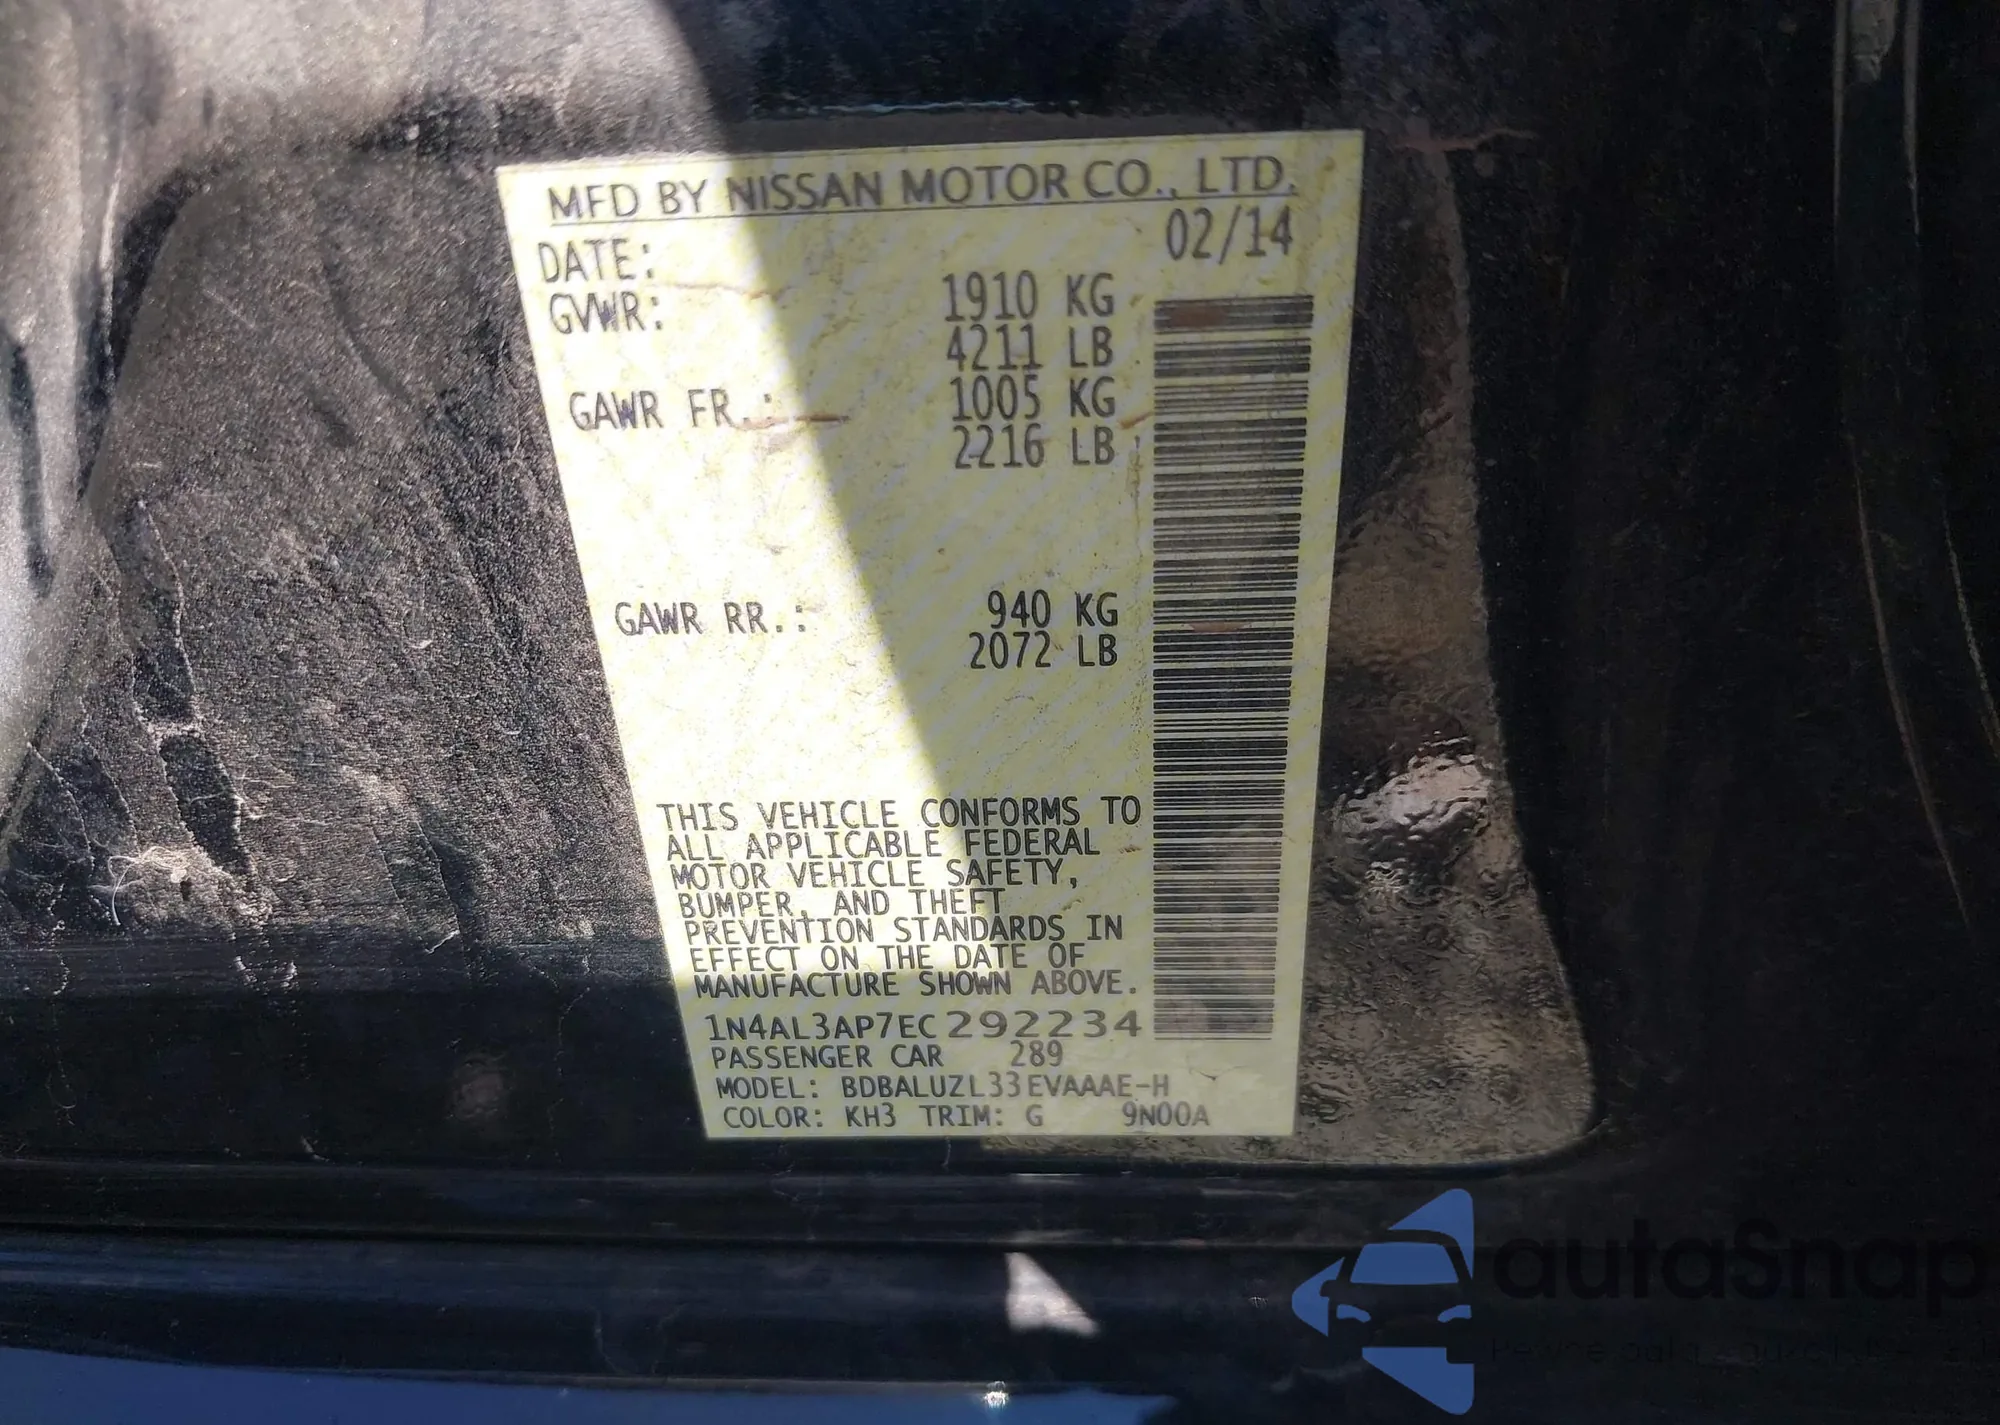 MFD BY NISSAN MOTOR CO., LTD.
DATE: 02/14
GVWR: 1910 KG
4211 LB
GAWR FR.: 1005 KG
2216 LB
GAWR RR.: 940 KG
2072 LB
THIS VEHICLE CONFORMS TO
ALL APPLICABLE FEDERAL
MOTOR VEHICLE SAFETY,
BUMPER, AND THEFT
PREVENTION STANDARDS IN
EFFECT ON THE DATE OF
MANUFACTURE SHOWN ABOVE.
1N4AL3AP7EC292234
PASSENGER CAR 289
MODEL: BDBALUZL33EVAAAE-H
COLOR: KH3 TRIM: G 9N00A
autaSnap